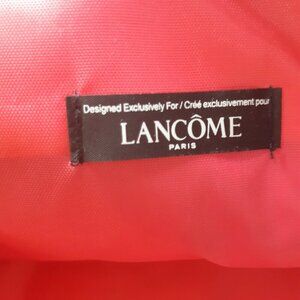 Designed Exclusively For / Créé exclusivement pour
LANCÔME
PARIS